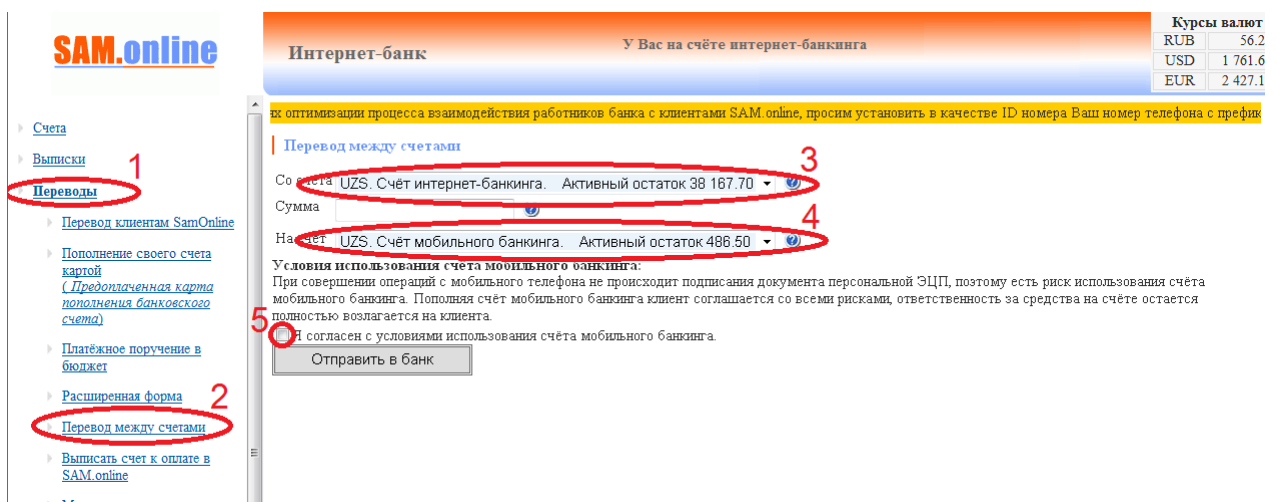 SAM.online
Интернет-банк
У Вас на счёте интернет-банкинга
Курсы валют
RUB 56.2
USD 1 761.6
EUR 2 427.1
их оптимизации процесса взаимодействия работников банка с клиентами SAM.online, просим установить в качестве ID номера Ваш номер телефона с префик
Счета
Выписки
1
Переводы
Перевод клиентам SamOnline
Пополнение своего счета
картой
( Предоплаченная карта
пополнения банковского
счета)
Платёжное поручение в
бюджет
Расширенная форма
2
Перевод между счетами
Выписать счет к оплате в
SAM.online
Перевод между счетами
3
Со счета UZS. Счёт интернет-банкинга. Активный остаток 38 167.70
Сумма
4
На счет UZS. Счёт мобильного банкинга. Активный остаток 486.50
Условия использования счета мобильного банкинга:
При совершении операций с мобильного телефона не происходит подписания документа персональной ЭЦП, поэтому есть риск использования счёта
мобильного банкинга. Пополняя счёт мобильного банкинга клиент соглашается со всеми рисками, ответственность за средства на счёте остается
полностью возлагается на клиента.
5
Я согласен с условиями использования счёта мобильного банкинга.
Отправить в банк